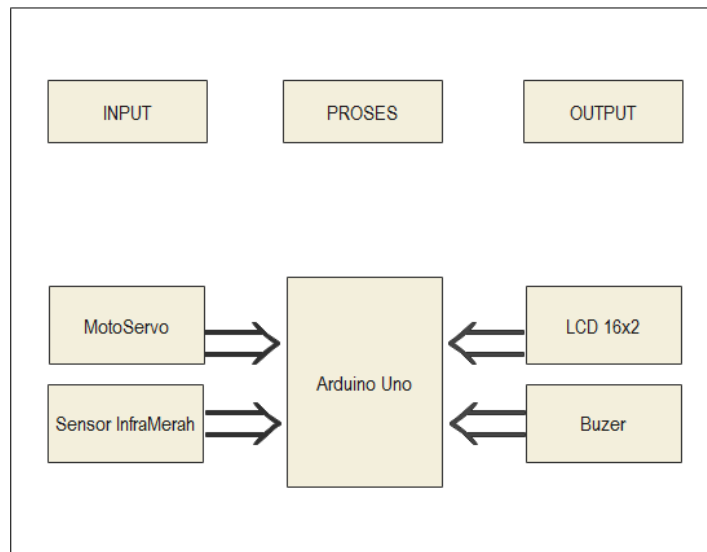 INPUT
PROSES
OUTPUT
MotoServo
LCD 16x2
Arduino Uno
Sensor InfraMerah
Buzer